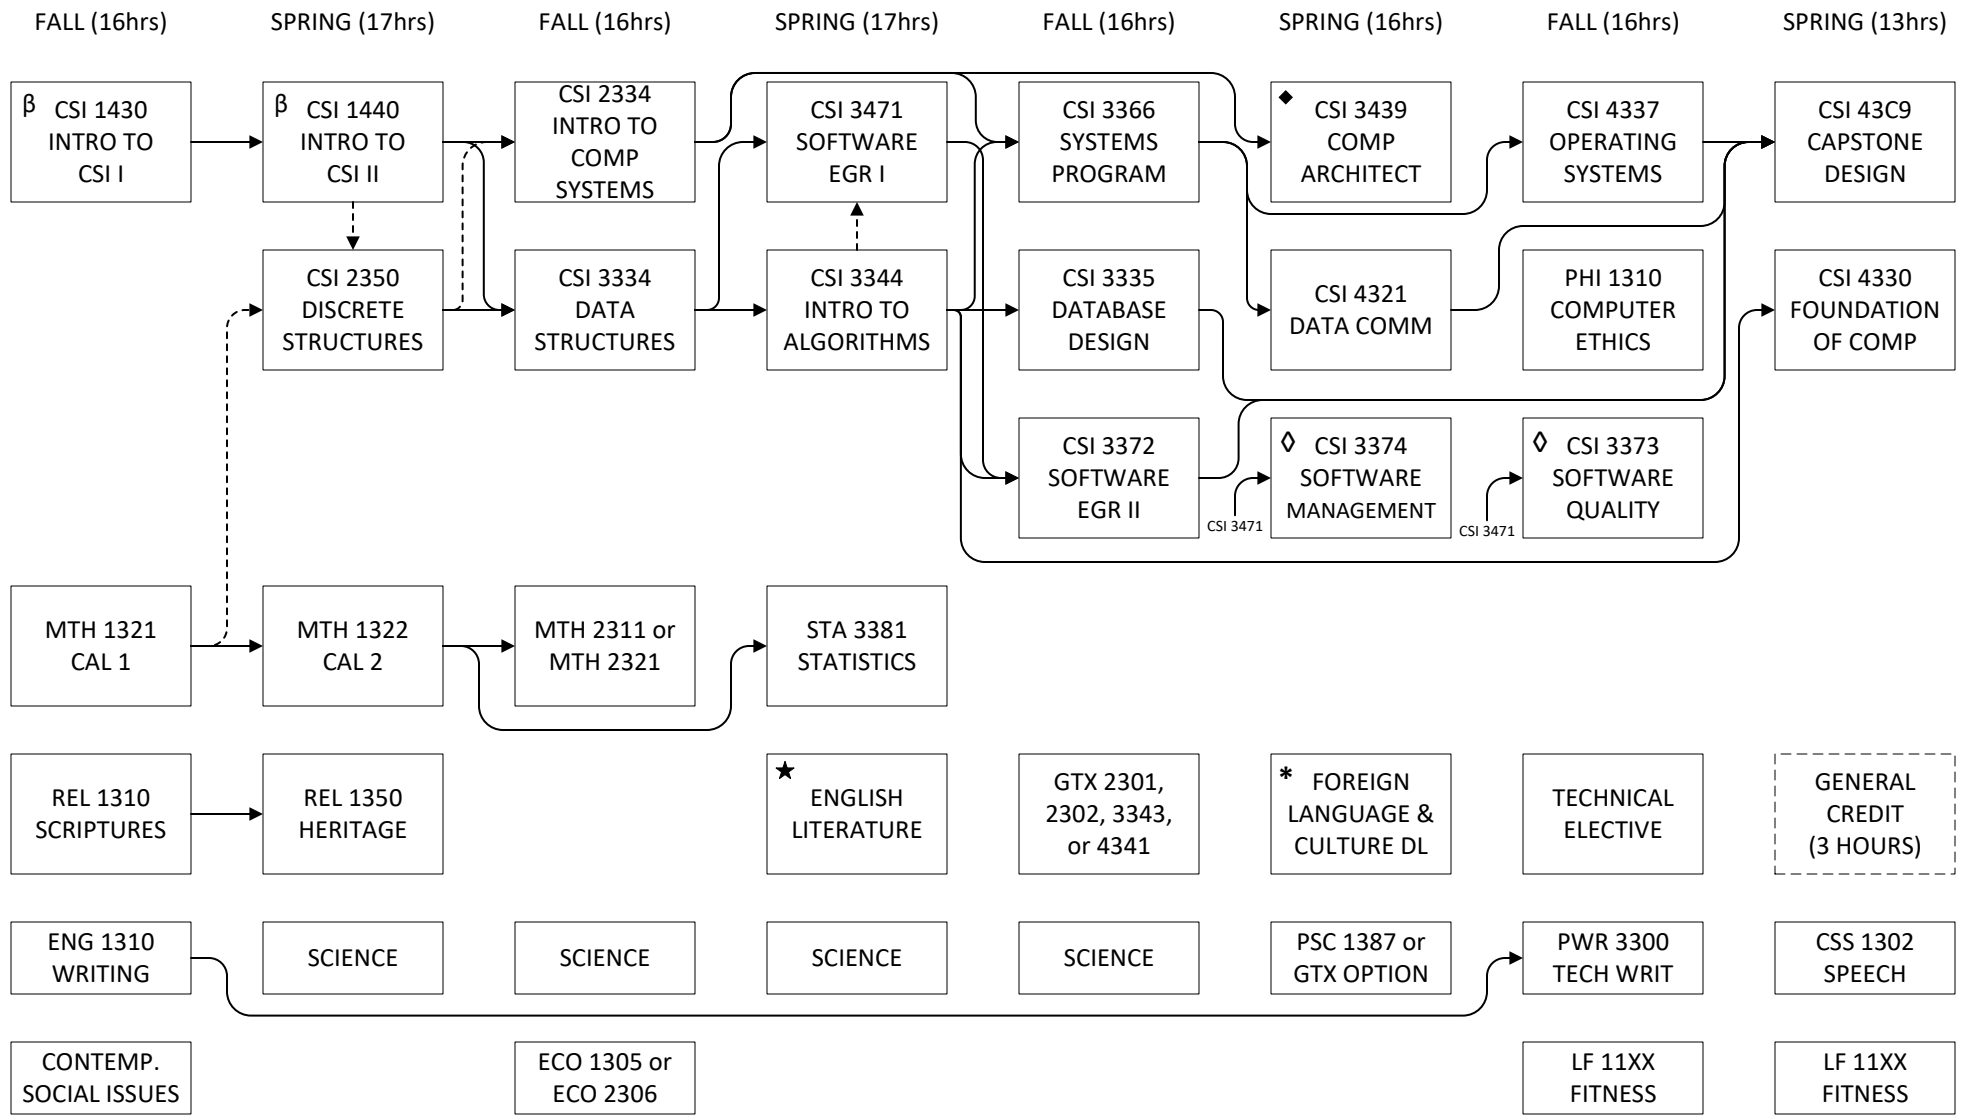 FALL (16hrs)
SPRING (17hrs)
FALL (16hrs)
SPRING (17hrs)
FALL (16hrs)
SPRING (16hrs)
FALL (16hrs)
SPRING (13hrs)
β
CSI 1430
INTRO TO
CSI I
β
CSI 1440
INTRO TO
CSI II
CSI 2334
INTRO TO
COMP
SYSTEMS
CSI 3471
SOFTWARE
EGR I
CSI 3366
SYSTEMS
PROGRAM
◆
CSI 3439
COMP
ARCHITECT
CSI 4337
OPERATING
SYSTEMS
CSI 43C9
CAPSTONE
DESIGN
CSI 2350
DISCRETE
STRUCTURES
CSI 3334
DATA
STRUCTURES
CSI 3344
INTRO TO
ALGORITHMS
CSI 3335
DATABASE
DESIGN
CSI 4321
DATA COMM
PHI 1310
COMPUTER
ETHICS
CSI 4330
FOUNDATION
OF COMP
CSI 3372
SOFTWARE
EGR II
CSI 3471
◊
CSI 3374
SOFTWARE
MANAGEMENT
CSI 3471
◊
CSI 3373
SOFTWARE
QUALITY
MTH 1321
CAL 1
MTH 1322
CAL 2
MTH 2311 or
MTH 2321
STA 3381
STATISTICS
REL 1310
SCRIPTURES
REL 1350
HERITAGE
★
ENGLISH
LITERATURE
GTX 2301,
2302, 3343,
or 4341
*
FOREIGN
LANGUAGE &
CULTURE DL
TECHNICAL
ELECTIVE
GENERAL
CREDIT
(3 HOURS)
ENG 1310
WRITING
SCIENCE
SCIENCE
SCIENCE
SCIENCE
PSC 1387 or
GTX OPTION
PWR 3300
TECH WRIT
CSS 1302
SPEECH
CONTEMP.
SOCIAL ISSUES
ECO 1305 or
ECO 2306
LF 11XX
FITNESS
LF 11XX
FITNESS